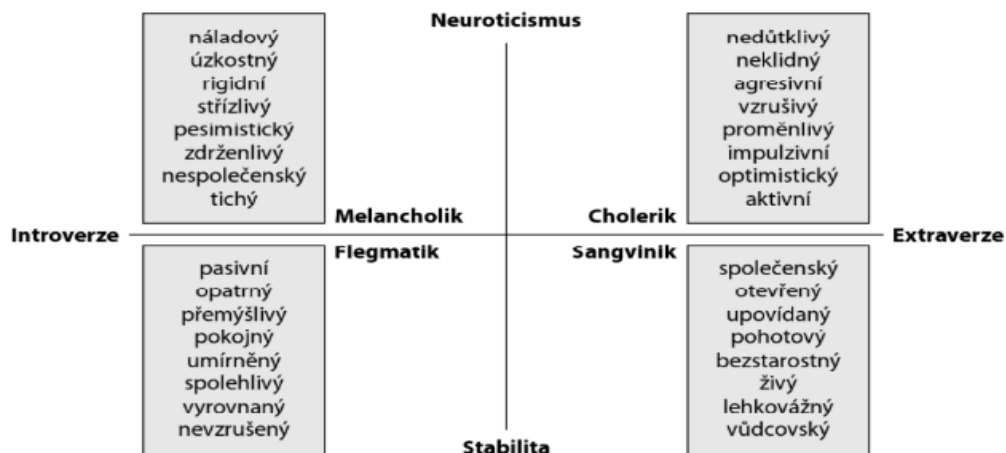 Neuroticismus
náladový
úzkostný
rigidní
střízlivý
pesimistický
zdrženlivý
nespolečenský
tichý
nedůtklivý
neklidný
agresivní
vzrušivý
proměnlivý
impulzivní
optimistický
aktivní
Melancholik
Cholerik
Introverze
Extraverze
Flegmatik
Sangvinik
pasivní
opatrný
přemýšlivý
pokojný
umírněný
spolehlivý
vyrovnaný
nevzrušený
společenský
otevřený
upovídaný
pohotový
bezstarostný
živý
lehkovážný
vůdcovský
Stabilita